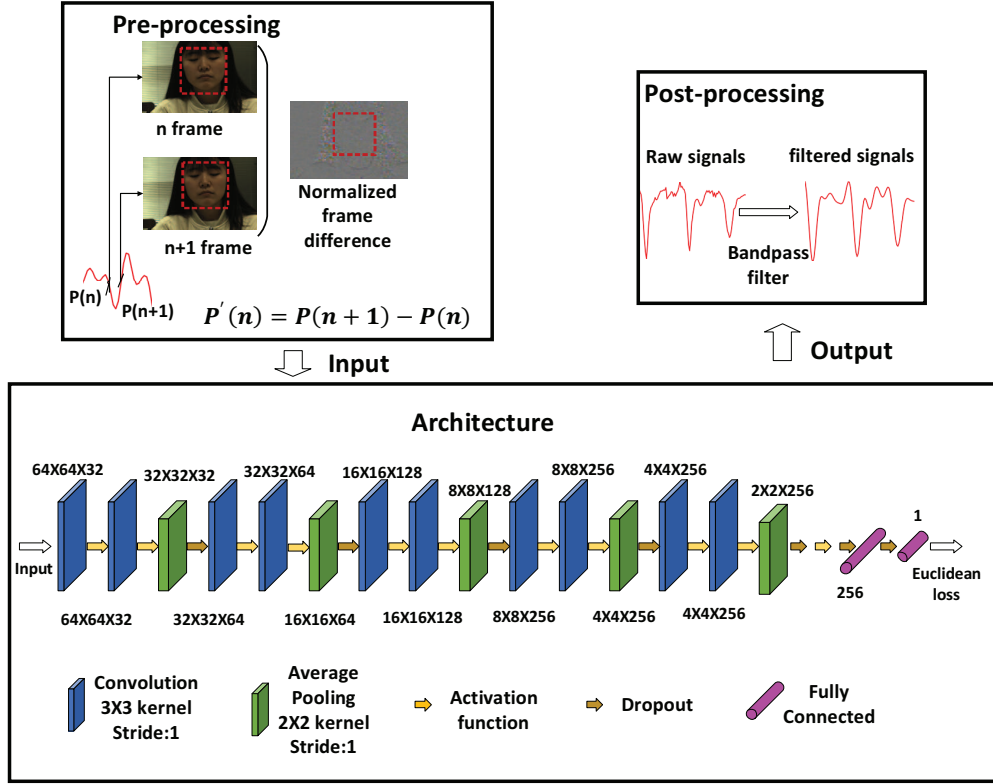 Pre-processing
n frame
n+1 frame
Normalized
frame
difference
P(n)
P(n+1)
P′(n) = P(n + 1) − P(n)
Input
Post-processing
Raw signals
filtered signals
Bandpass
filter
Output
Architecture
64X64X32
32X32X32
32X32X64
16X16X128
8X8X128
8X8X256
4X4X256
2X2X256
1
Input
256
Euclidean
loss
64X64X32
32X32X64
16X16X64
16X16X128
8X8X256
4X4X256
4X4X256
Convolution
3X3 kernel
Stride:1
Average
Pooling
2X2 kernel
Stride:1
Activation
function
Dropout
Fully
Connected